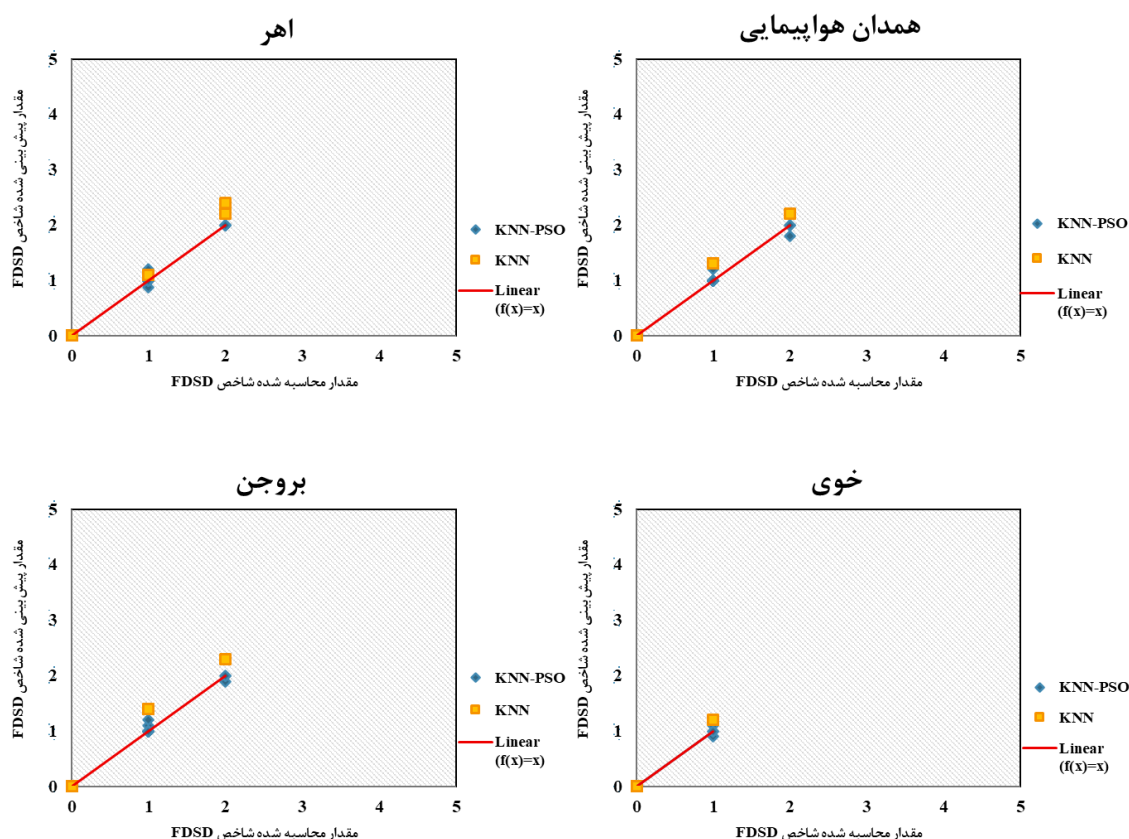 اهر
5
4
3
2
1
0
0 1 2 3 4 5
مقدار پیش بینی شده شاخص FDSD
مقدار محاسبه شده شاخص FDSD
KNN-PSO
KNN
Linear
(f(x)=x)
همدان هواپیمایی
5
4
3
2
1
0
0 1 2 3 4 5
مقدار پیش بینی شده شاخص FDSD
مقدار محاسبه شده شاخص FDSD
KNN-PSO
KNN
Linear
(f(x)=x)
بروجن
5
4
3
2
1
0
0 1 2 3 4 5
مقدار پیش بینی شده شاخص FDSD
مقدار محاسبه شده شاخص FDSD
KNN-PSO
KNN
Linear
(f(x)=x)
خوی
5
4
3
2
1
0
0 1 2 3 4 5
مقدار پیش بینی شده شاخص FDSD
مقدار محاسبه شده شاخص FDSD
KNN-PSO
KNN
Linear
(f(x)=x)